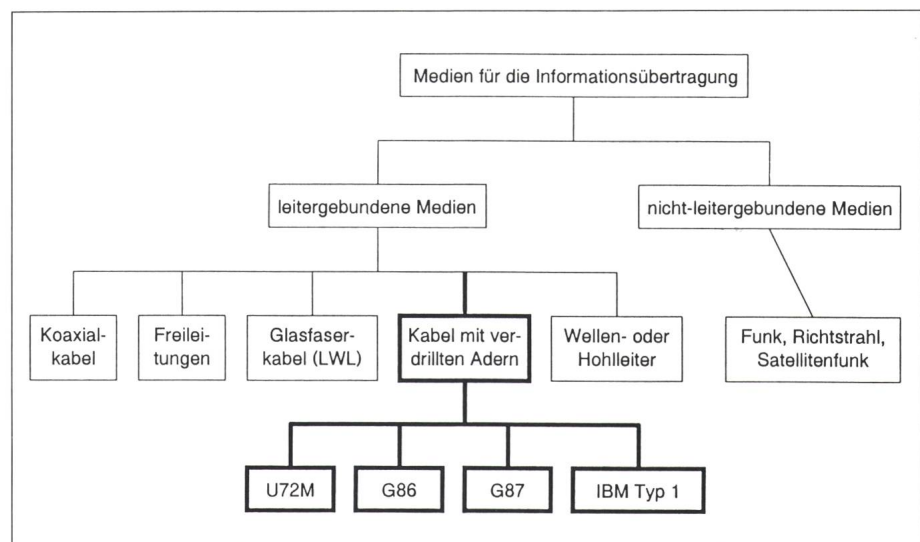 Medien für die Informationsübertragung
leitergebundene Medien
nicht-leitergebundene Medien
Koaxial-
kabel
Freilei-
tungen
Glasfaser-
kabel (LWL)
Kabel mit ver-
drillten Adern
Wellen- oder
Hohlleiter
Funk, Richtstrahl,
Satellitenfunk
U72M
G86
G87
IBM Typ 1